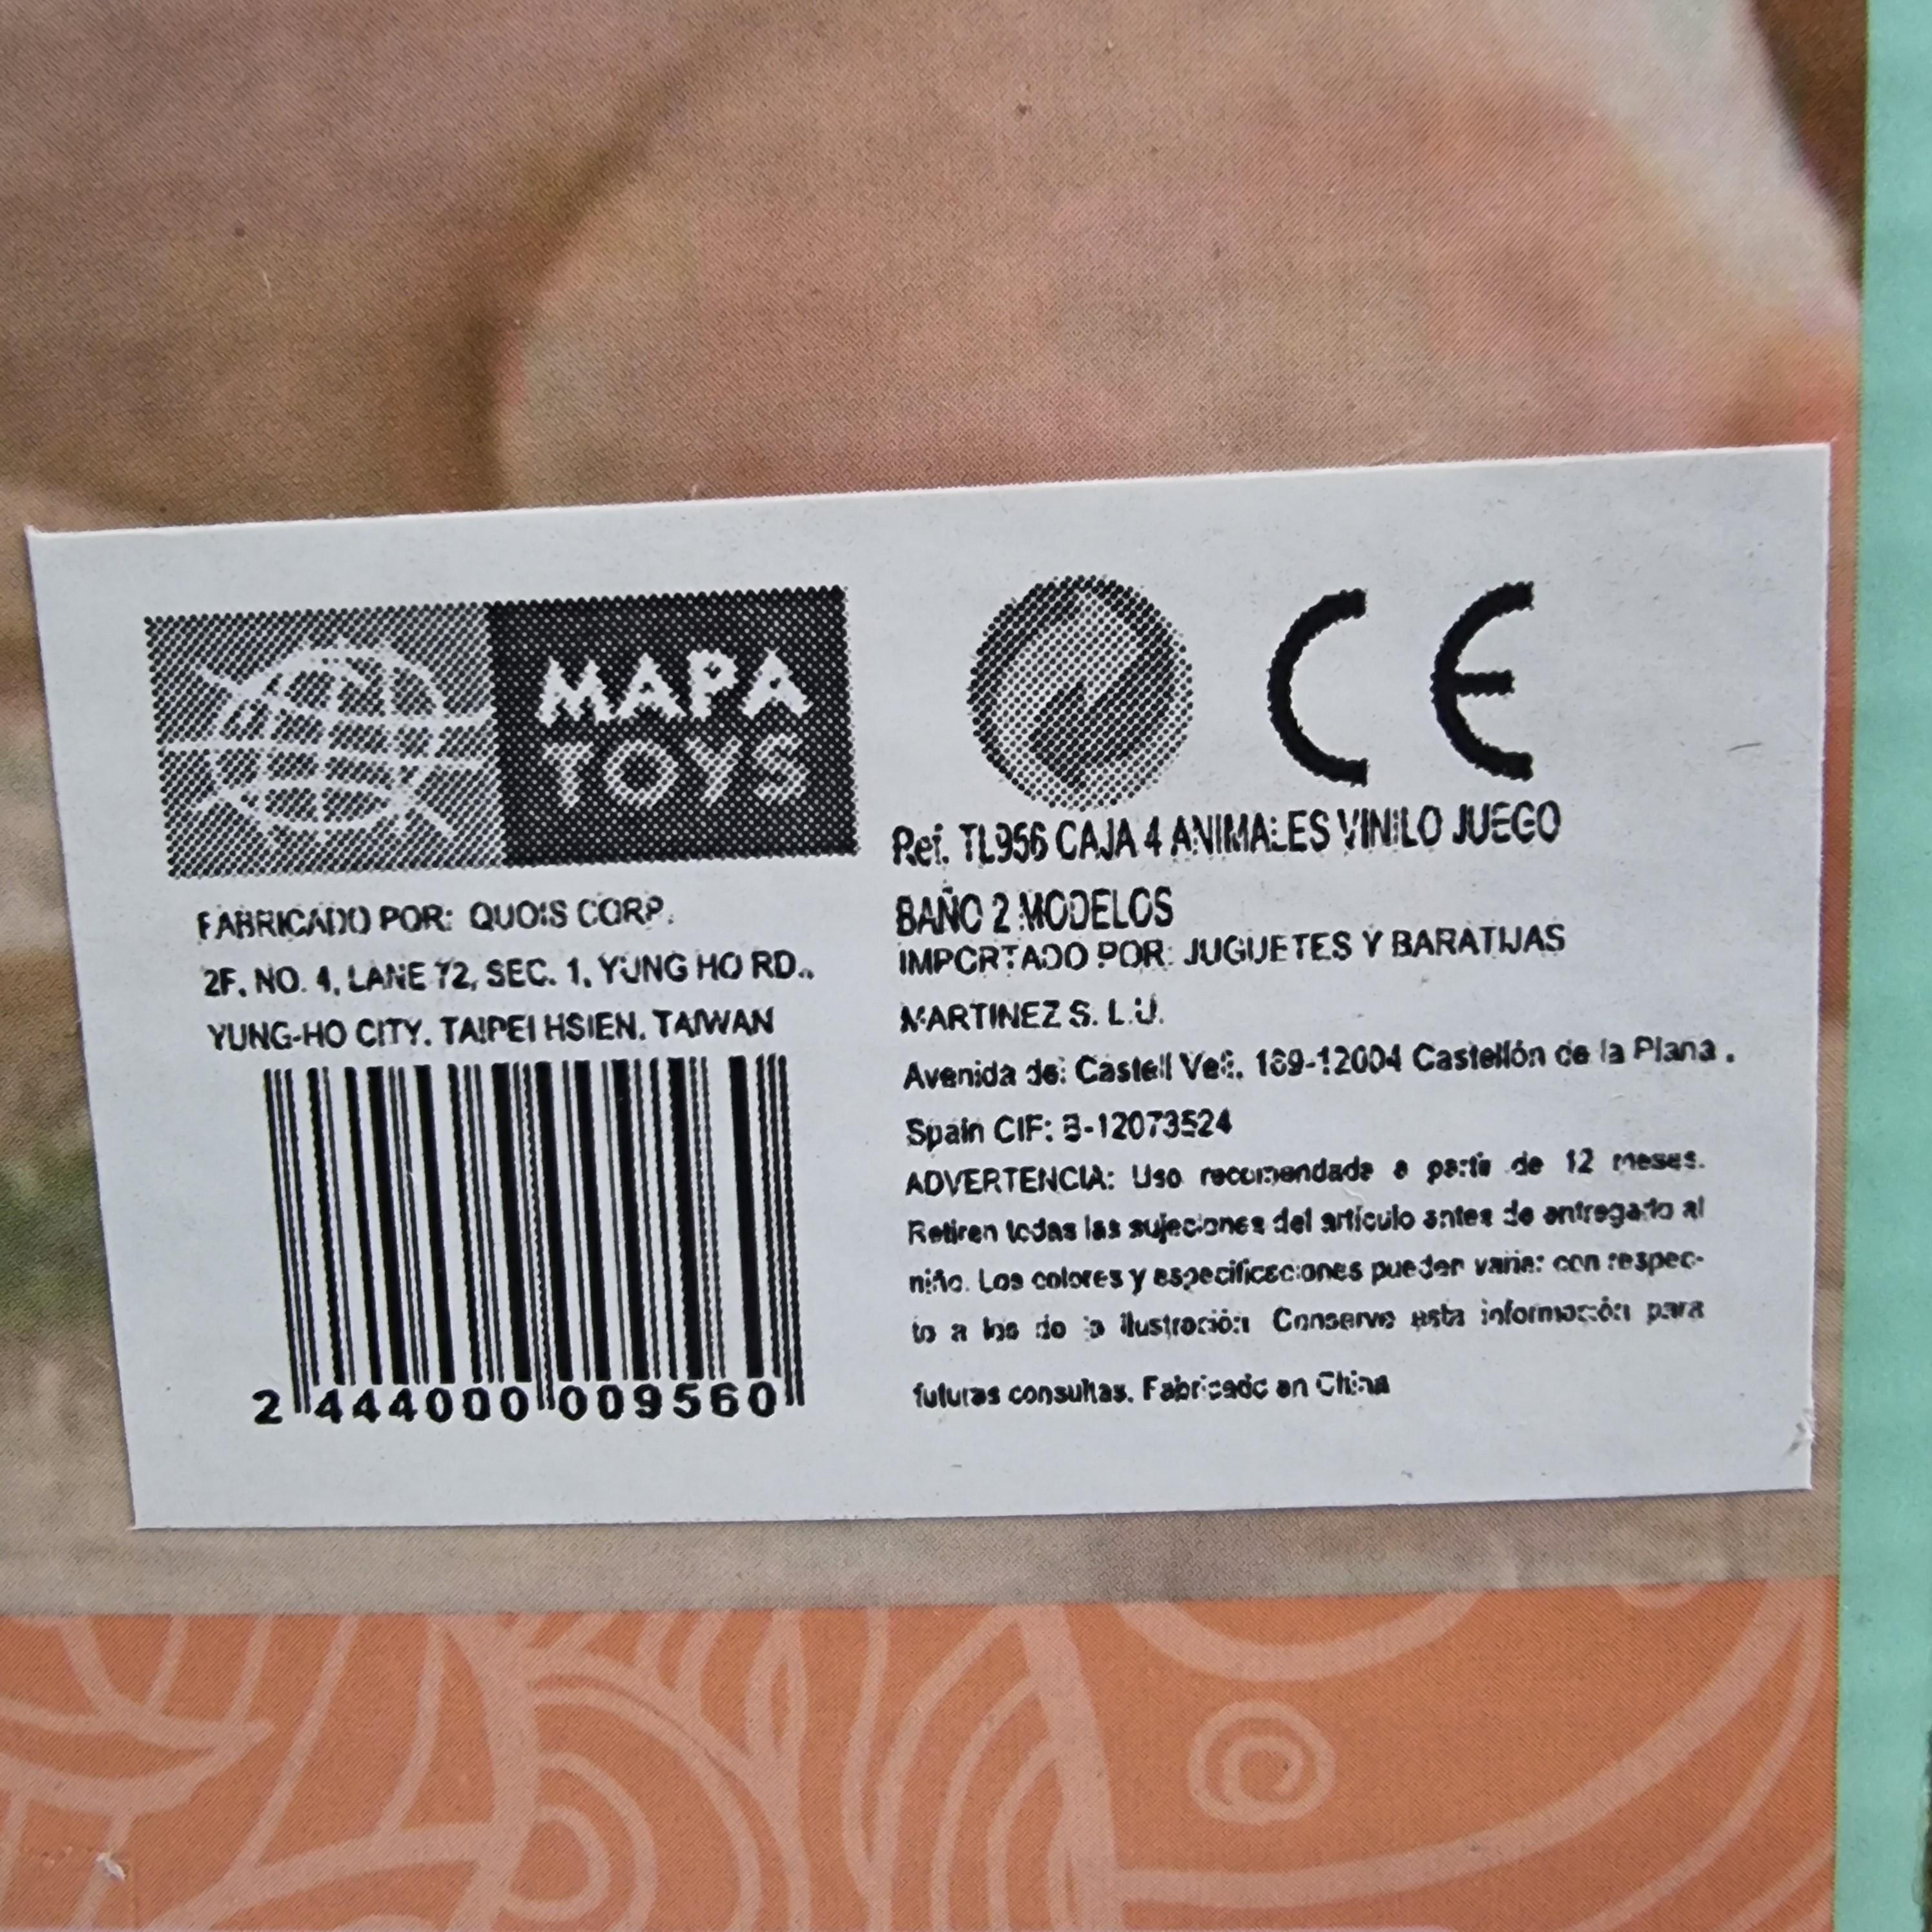 MAPA
TOYS
CE
FABRICADO POR: QUOIS CORP.
2F. NO. 4, LANE 72, SEC. 1, YUNG HO RD.,
YUNG-HO CITY. TAIPEI HSIEN. TAIWAN
2 444000 009560
Ref. TL956 CAJA 4 ANIMALES VINILO JUEGO
BAÑO 2 MODELOS
IMPORTADO POR: JUGUETES Y BARATIJAS
MARTINEZ S. L.U.
Avenida del Castell Vell, 169-12004 Castellón de la Plana .
Spain CIF: B-12073524
ADVERTENCIA: Uso recomendado a partir de 12 meses.
Retiren todas las sujeciones del artículo antes de entregarlo al
niño. Los colores y especificaciones pueden variar con respec-
to a los de la ilustración Conserve esta información para
futuras consultas. Fabricado en China